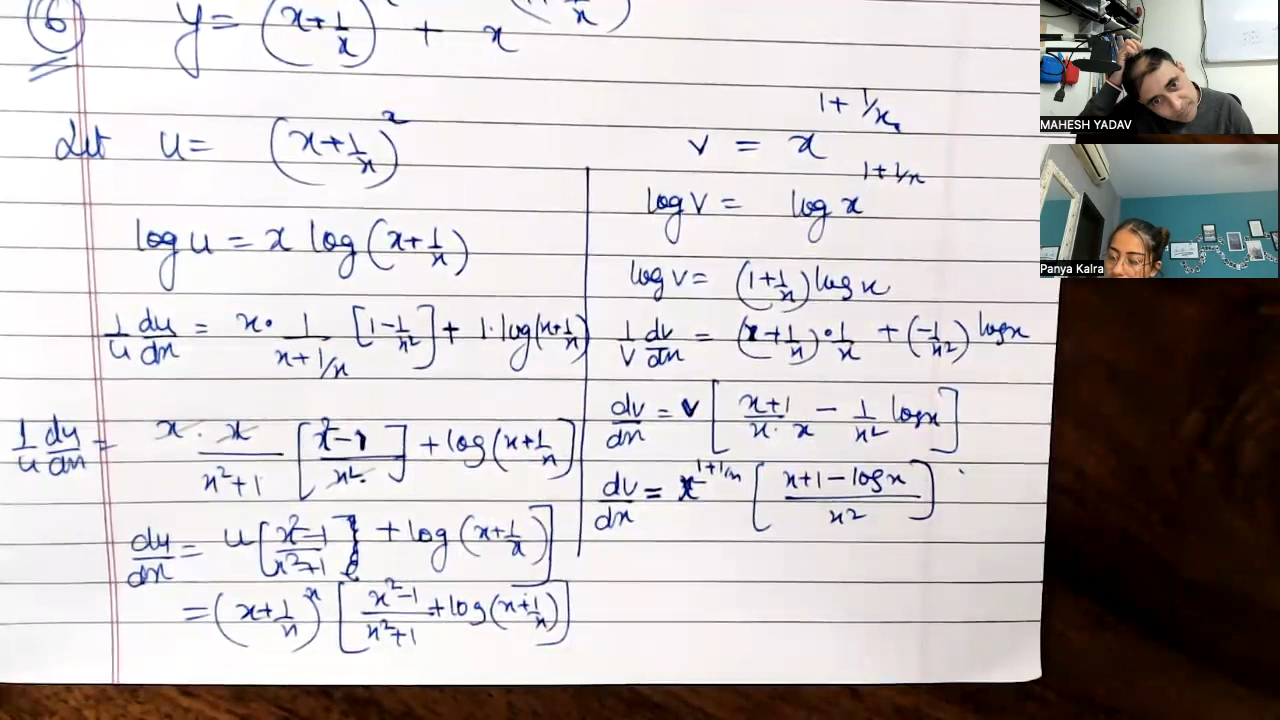 6 y = (x+1/x)^x + x^(1+1/x)
Let u = (x+1/x)^x
log u = x log(x+1/x)
1/u du/dx = x· 1/(x+1/x) [1-1/x²] + 1·log(x+1/x)
1/u du/dx = x·x/(x²+1) [x²-1/x²] + log(x+1/x)
du/dx = u[x²-1/x²+1] + log(x+1/x)]
= (x+1/x)^x [x²-1/x²+1 + log(x+1/x)]
v = x^(1+1/x)
log v = log x^(1+1/x)
log v = (1+1/x) log x
1/v dv/dx = (1+1/x)·1/x + (-1/x²) log x
dv/dx = v [x+1/x·x - 1/x² log x]
dv/dx = x^(1+1/x) [x+1-log x/x²]
MAHESH YADAV
Panya Kalra